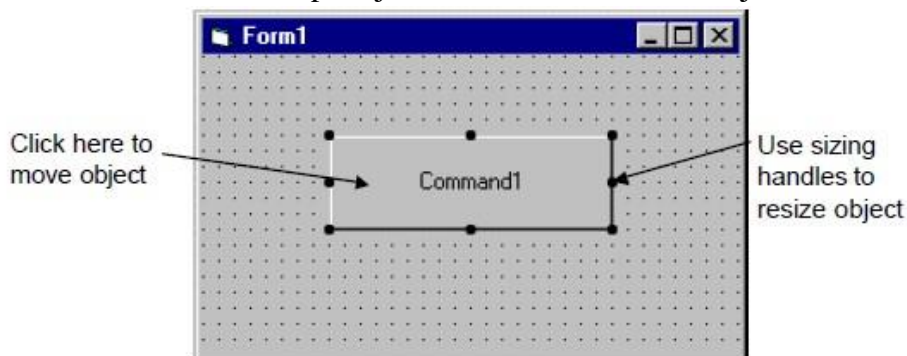 Form1
Click here to
move object
Command1
Use sizing
handles to
resize object